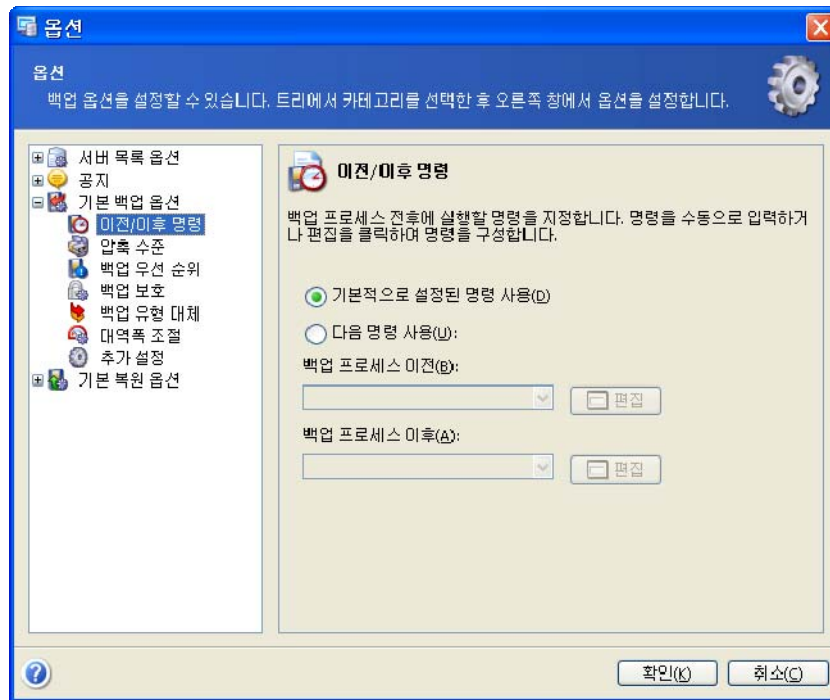 옵션
옵션
백업 옵션을 설정할 수 있습니다. 트리에서 카테고리를 선택한 후 오른쪽 창에서 옵션을 설정합니다.
서버 목록 옵션
공지
기본 백업 옵션
이전/이후 명령
압축 수준
백업 우선 순위
백업 보호
백업 유형 대체
대역폭 조절
추가 설정
기본 복원 옵션
이전/이후 명령
백업 프로세스 전후에 실행할 명령을 지정합니다. 명령을 수동으로 입력하거
나 편집을 클릭하여 명령을 구성합니다.
기본적으로 설정된 명령 사용(D)
다음 명령 사용(U):
백업 프로세스 이전(B):
편집
백업 프로세스 이후(A):
편집
확인(K)
취소(C)